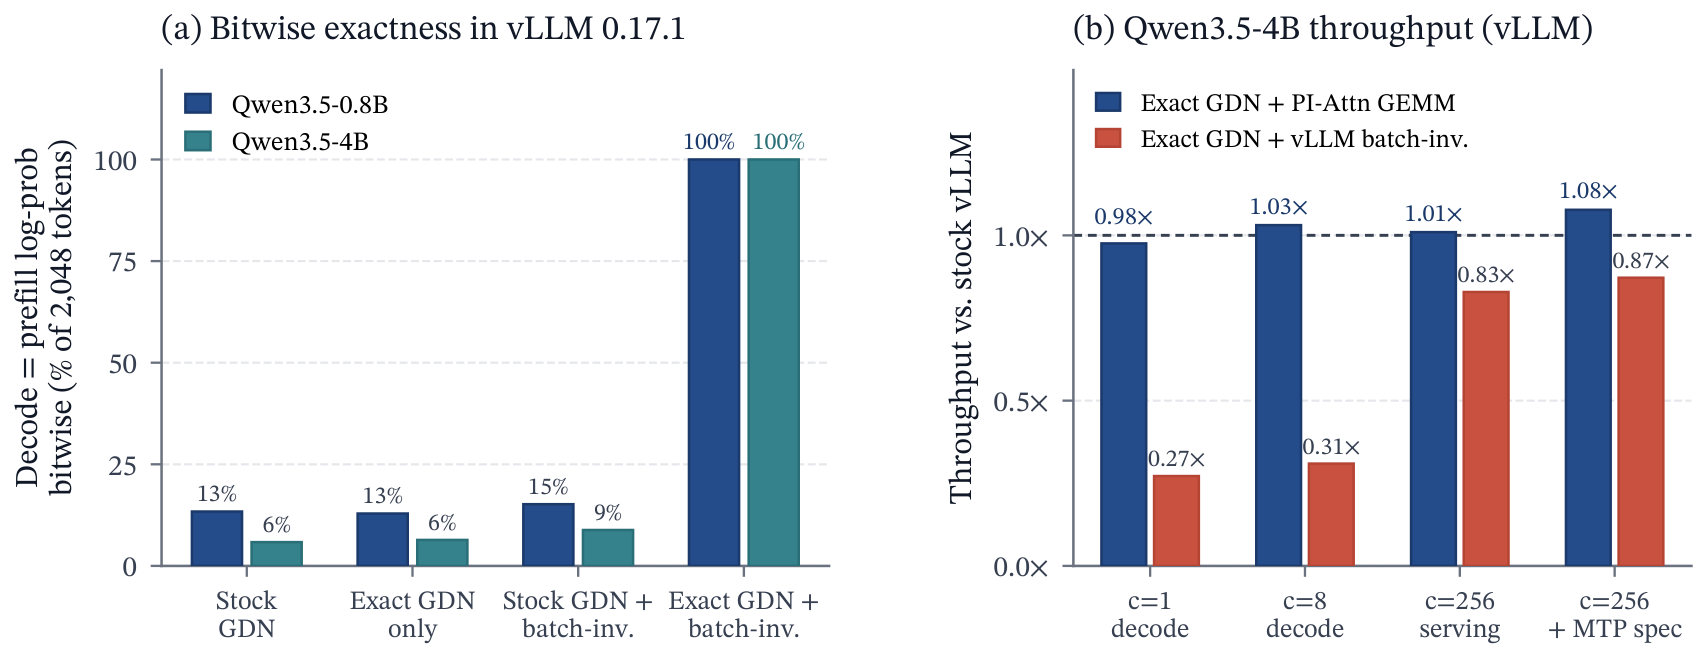 (a) Bitwise exactness in vLLM 0.17.1
Qwen3.5-0.8B
Qwen3.5-4B
Decode = prefill log-prob
bitwise (% of 2,048 tokens)
100
75
50
25
0
13%
6%
13%
6%
15%
9%
100%
100%
Stock
GDN
Exact GDN
only
Stock GDN +
batch-inv.
Exact GDN +
batch-inv.
(b) Qwen3.5-4B throughput (vLLM)
Exact GDN + PI-Attn GEMM
Exact GDN + vLLM batch-inv.
Throughput vs. stock vLLM
1.0×
0.5×
0.0×
0.98×
0.27×
1.03×
0.31×
1.01×
0.83×
1.08×
0.87×
c=1
decode
c=8
decode
c=256
serving
c=256
+ MTP spec